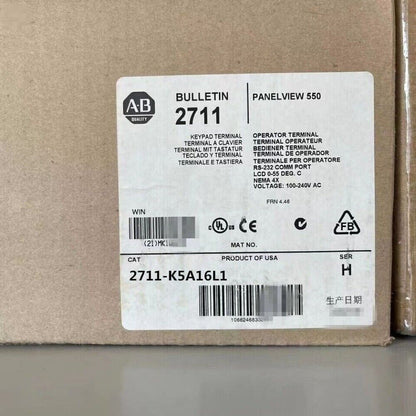 A-B
QUALITY
BULLETIN
2711
PANELVIEW 550
KEYPAD TERMINAL
TERMINAL A CLAVIER
TERMINAL MIT TASTATUR
TECLADO Y TERMINAL
TERMINALE E TASTIERA
OPERATOR TERMINAL
TERMINAL OPERATEUR
BEDIENER TERMINAL
TERMINAL DE OPERADOR
TERMINALE PER OPERATORE
RS-232 COMM PORT
LCD 0-55 DEG. C
NEMA 4X
VOLTAGE: 100-240V AC
FRN 4.46
WIN
MAT NO.
CAT
PRODUCT OF USA
SER
2711-K5A16L1
H
生产日期